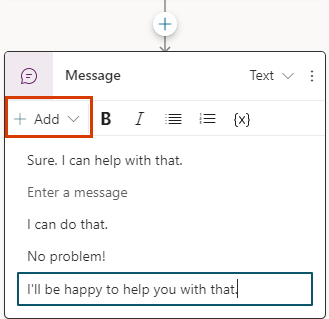 Message Text
Add B I {x}
Sure. I can help with that.
Enter a message
I can do that.
No problem!
I'll be happy to help you with that.